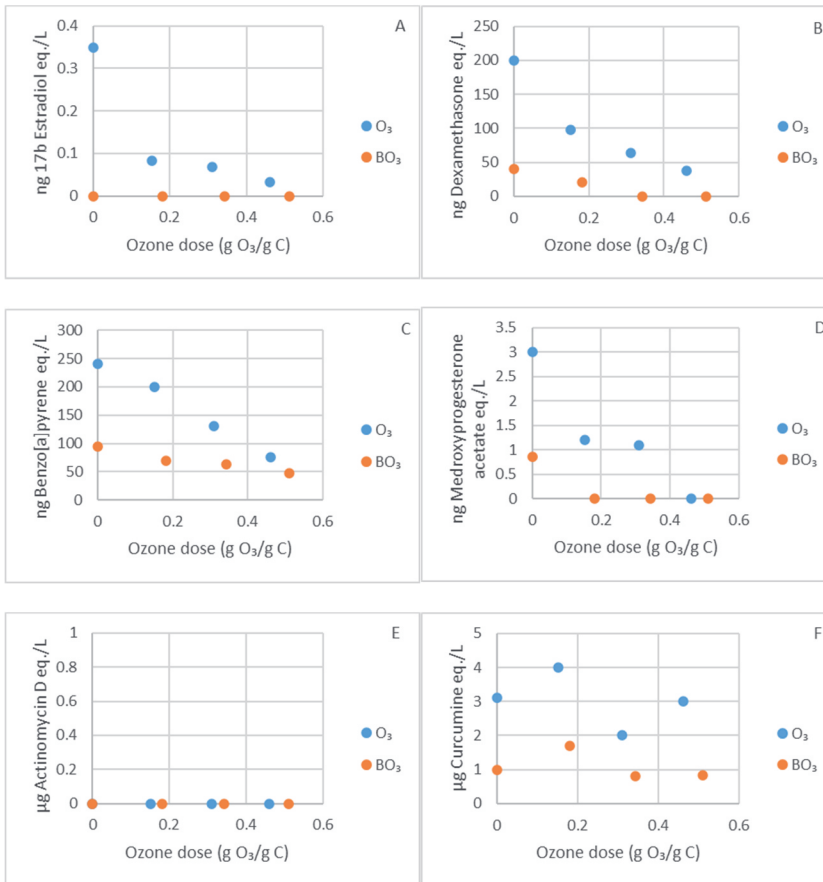 A
ng 17b Estradiol eq./L
0.4
0.3
0.2
0.1
0
0 0.2 0.4 0.6
Ozone dose (g O₃/g C)
O₃
BO₃
B
ng Dexamethasone eq./L
200
150
100
50
0
0 0.2 0.4 0.6
Ozone dose (g O₃/g C)
O₃
BO₃
C
ng Benzo[a]pyrene eq./L
300
250
200
150
100
50
0
0 0.2 0.4 0.6
Ozone dose (g O₃/g C)
O₃
BO₃
D
ng Medroxyprogesterone
acetate eq./L
3.5
3
2.5
2
1.5
1
0.5
0
0 0.2 0.4 0.6
Ozone dose (g O₃/g C)
O₃
BO₃
E
µg Actinomycin D eq./L
1
0.8
0.6
0.4
0.2
0
0 0.2 0.4 0.6
Ozone dose (g O₃/g C)
O₃
BO₃
F
µg Curcumine eq./L
5
4
3
2
1
0
0 0.2 0.4 0.6
Ozone dose (g O₃/g C)
O₃
BO₃